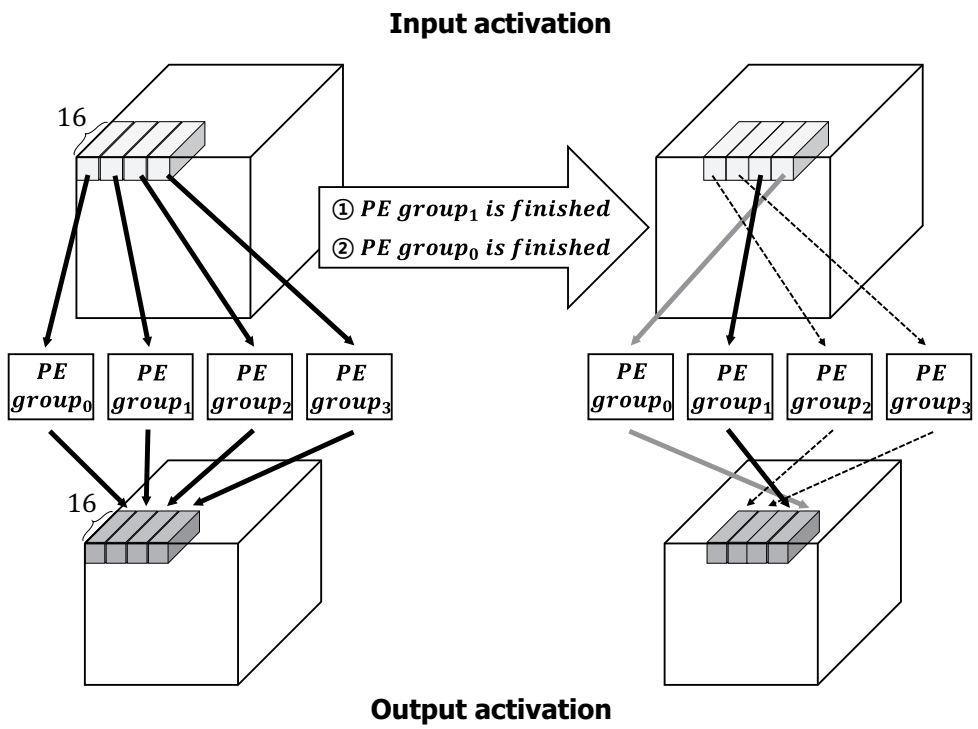 Input activation
16
① PE group₁ is finished
② PE group₀ is finished
PE group₀
PE group₁
PE group₂
PE group₃
PE group₀
PE group₁
PE group₂
PE group₃
16
Output activation